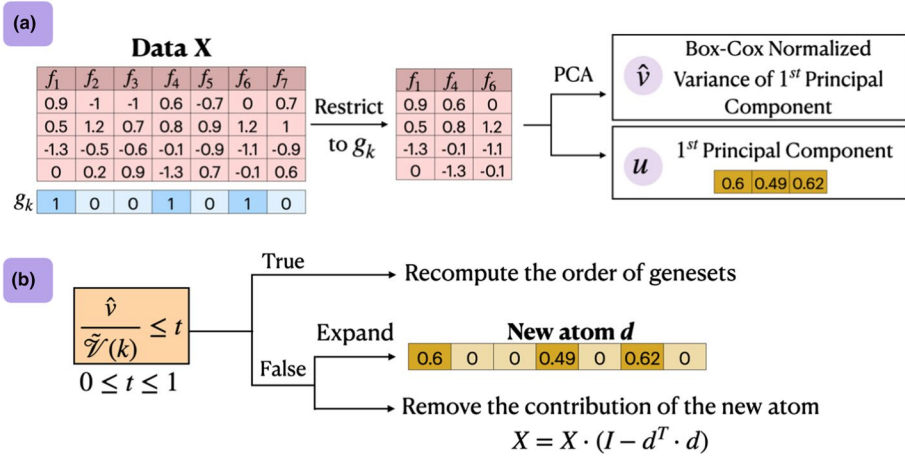 (a)
Data X
f₁ f₂ f₃ f₄ f₅ f₆ f₇
0.9 -1 -1 0.6 -0.7 0 0.7
0.5 1.2 0.7 0.8 0.9 1.2 1
-1.3 -0.5 -0.6 -0.1 -0.9 -1.1 -0.9
0 0.2 0.9 -1.3 0.7 -0.1 0.6
gₖ 1 0 0 1 0 1 0
Restrict
to gₖ
f₁ f₄ f₆
0.9 0.6 0
0.5 0.8 1.2
-1.3 -0.1 -1.1
0 -1.3 -0.1
PCA
v̂
Box-Cox Normalized
Variance of 1ˢᵗ Principal
Component
u
1ˢᵗ Principal Component
0.6 0.49 0.62
(b)
v̂ / Ṽ(k) ≤ t
0 ≤ t ≤ 1
True
Recompute the order of genesets
False
Expand
New atom d
0.6 0 0 0.49 0 0.62 0
Remove the contribution of the new atom
X = X · (I − dᵀ · d)